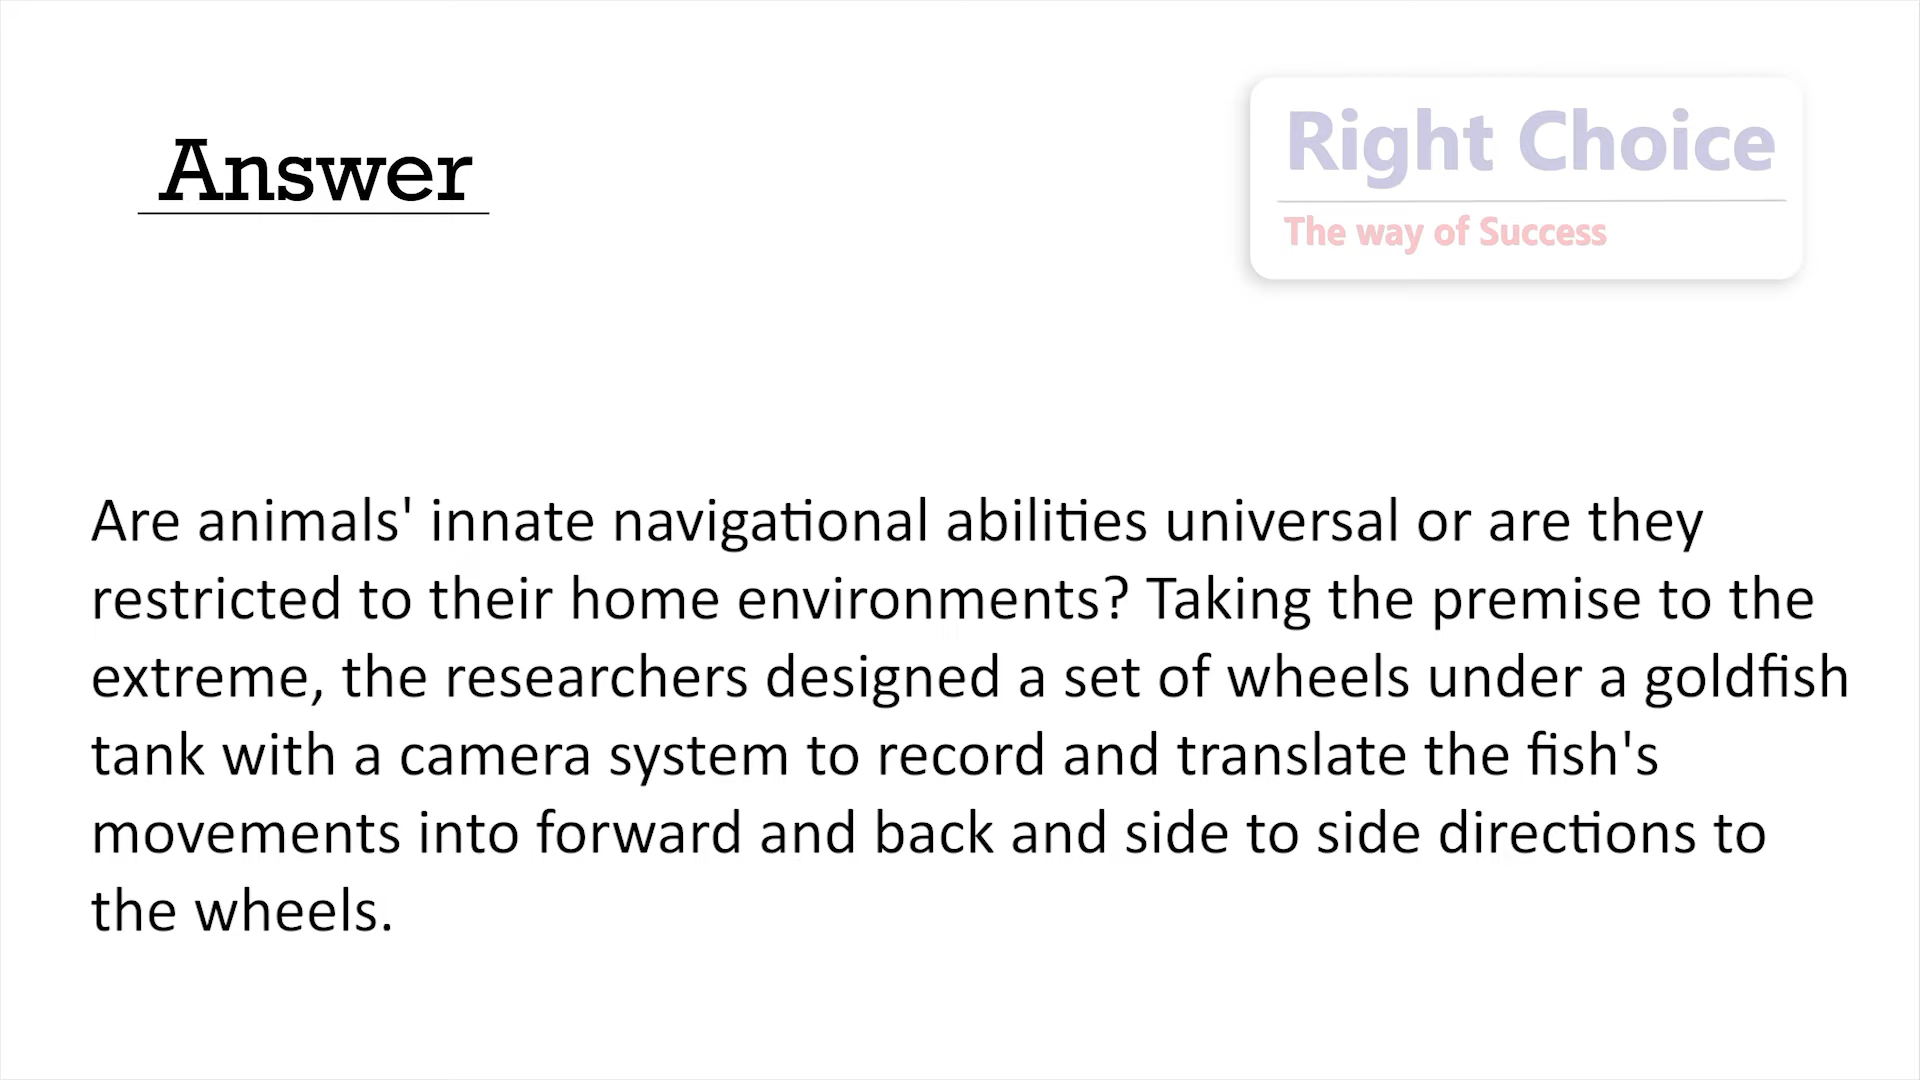 Answer
Right Choice
The way of Success
Are animals' innate navigational abilities universal or are they
restricted to their home environments? Taking the premise to the
extreme, the researchers designed a set of wheels under a goldfish
tank with a camera system to record and translate the fish's
movements into forward and back and side to side directions to
the wheels.